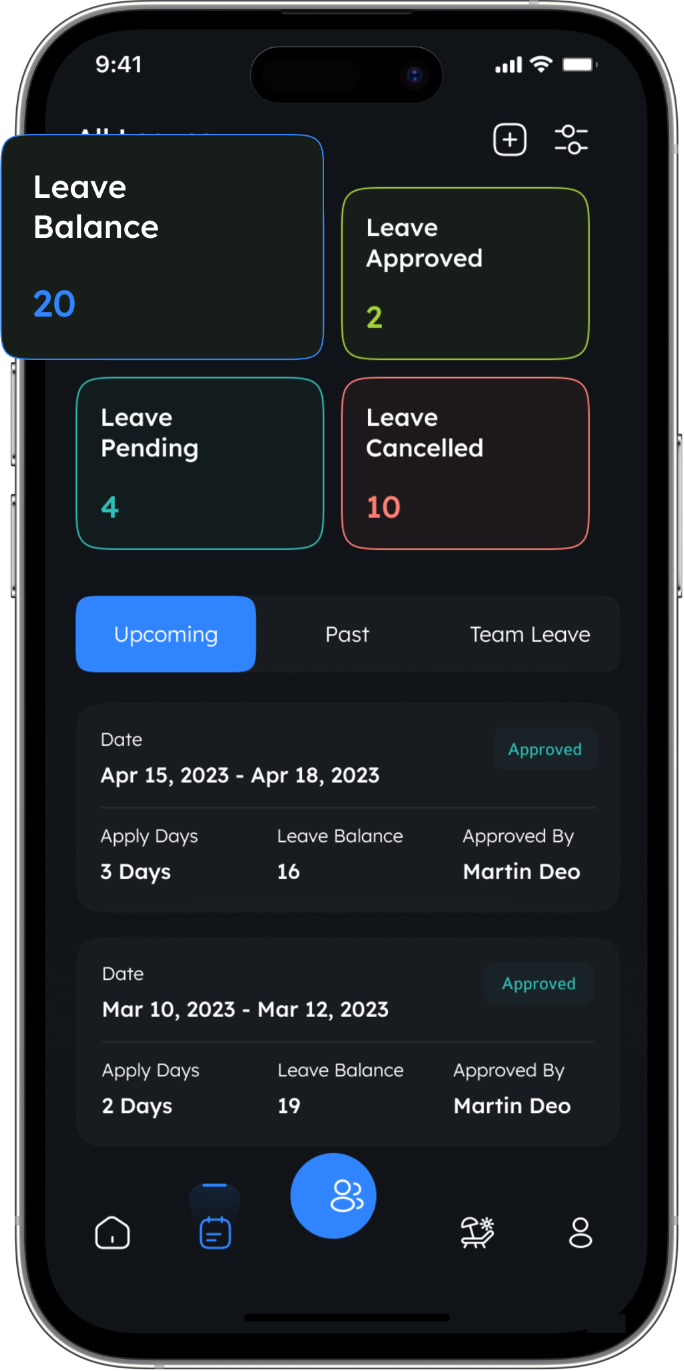 9:41
Leave
Balance
20
Leave
Approved
2
Leave
Pending
4
Leave
Cancelled
10
Upcoming
Past
Team Leave
Date
Approved
Apr 15, 2023 - Apr 18, 2023
Apply Days
Leave Balance
Approved By
3 Days
16
Martin Deo
Date
Approved
Mar 10, 2023 - Mar 12, 2023
Apply Days
Leave Balance
Approved By
2 Days
19
Martin Deo